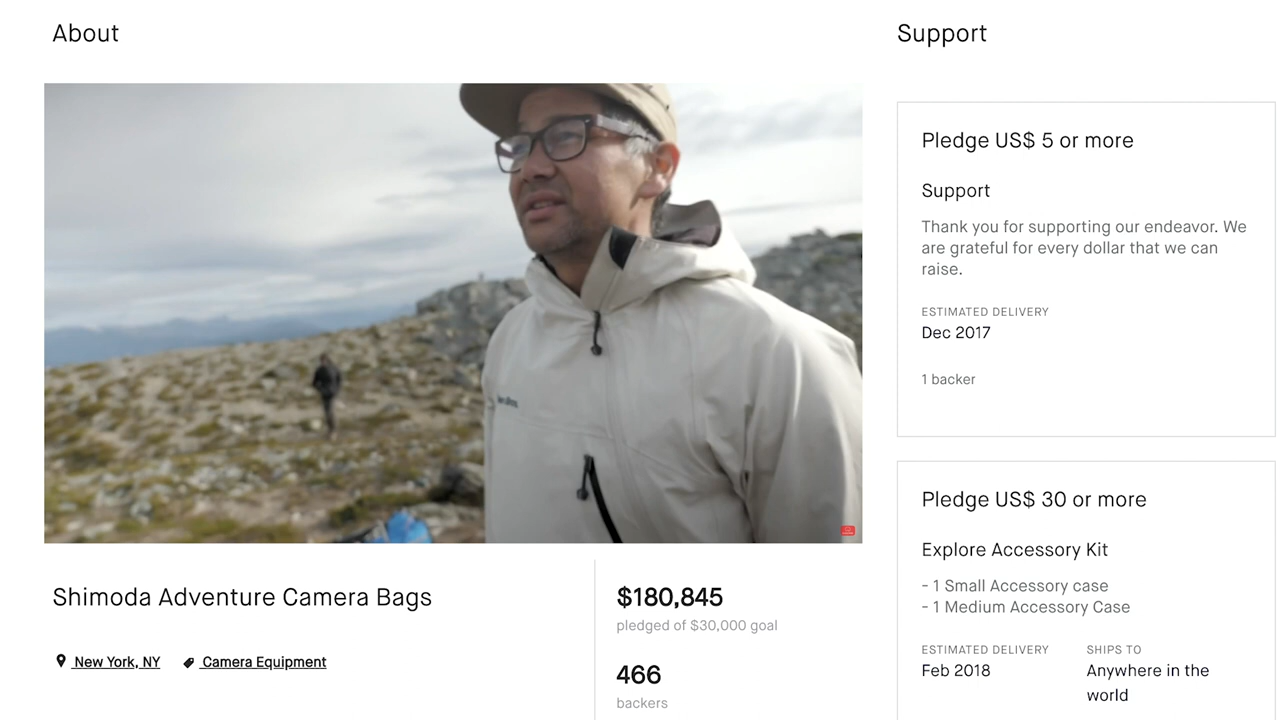 About
Support
Shimoda Adventure Camera Bags
New York, NY
Camera Equipment
$180,845
pledged of $30,000 goal
466
backers
Pledge US$ 5 or more
Support
Thank you for supporting our endeavor. We
are grateful for every dollar that we can
raise.
ESTIMATED DELIVERY
Dec 2017
1 backer
Pledge US$ 30 or more
Explore Accessory Kit
- 1 Small Accessory case
- 1 Medium Accessory Case
ESTIMATED DELIVERY
Feb 2018
SHIPS TO
Anywhere in the
world